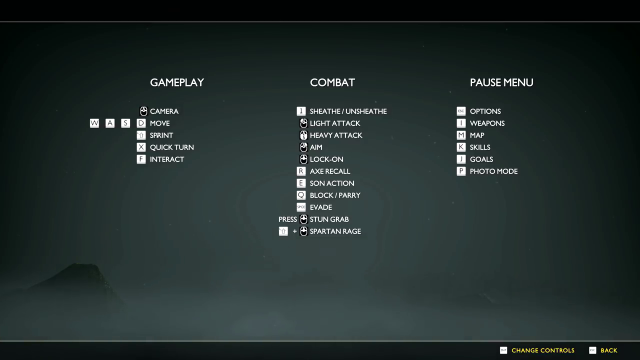 GAMEPLAY
CAMERA
W A S D MOVE
SPRINT
X QUICK TURN
F INTERACT
COMBAT
SHEATHE / UNSHEATHE
LIGHT ATTACK
HEAVY ATTACK
AIM
LOCK-ON
R AXE RECALL
E SON ACTION
Q BLOCK / PARRY
EVADE
PRESS STUN GRAB
+ SPARTAN RAGE
PAUSE MENU
OPTIONS
I WEAPONS
M MAP
K SKILLS
J GOALS
P PHOTO MODE
CHANGE CONTROLS
BACK